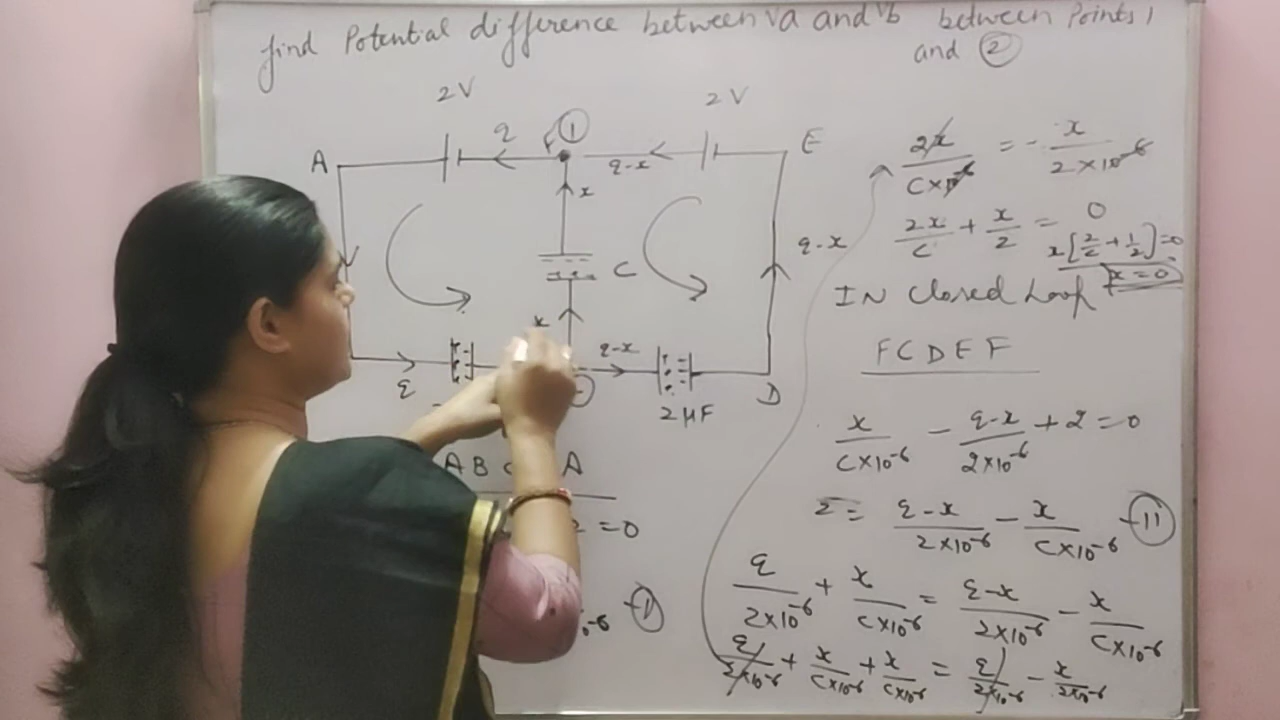 find Potential difference between Va and Vb between Points 1
and ②
2V
2V
A
q
F
①
q-x
E
x
C
q-x
x
q
q-x
D
2μF
A B C A
2 = 0
-6 -①
2x/C×10^-6 = - x/2×10^-6
2x/C + x/2 = 0
x[2/C + 1/2] = 0
x = 0
IN Closed Loop
FCDEF
x/C×10^-6 - q-x/2×10^-6 + 2 = 0
2 = q-x/2×10^-6 - x/C×10^-6 -⑪
q/2×10^-6 + x/C×10^-6 = q-x/2×10^-6 - x/C×10^-6
q/2×10^-6 + x/C×10^-6 + x/C×10^-6 = q/2×10^-6 - x/2×10^-6